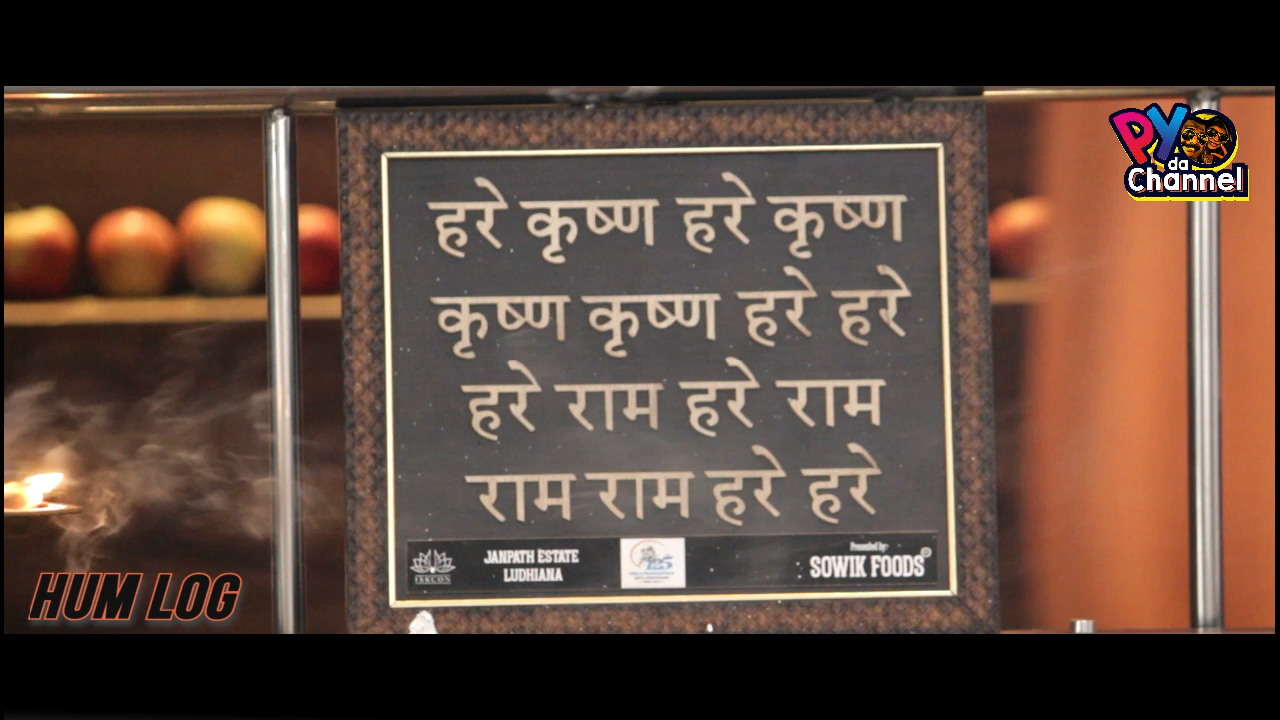 PY
da
Channel
हरे कृष्ण हरे कृष्ण
कृष्ण कृष्ण हरे हरे
हरे राम हरे राम
राम राम हरे हरे
ISKCON
JANPATH ESTATE
LUDHIANA
Presented by:
SOWIK FOODS
HUM LOG